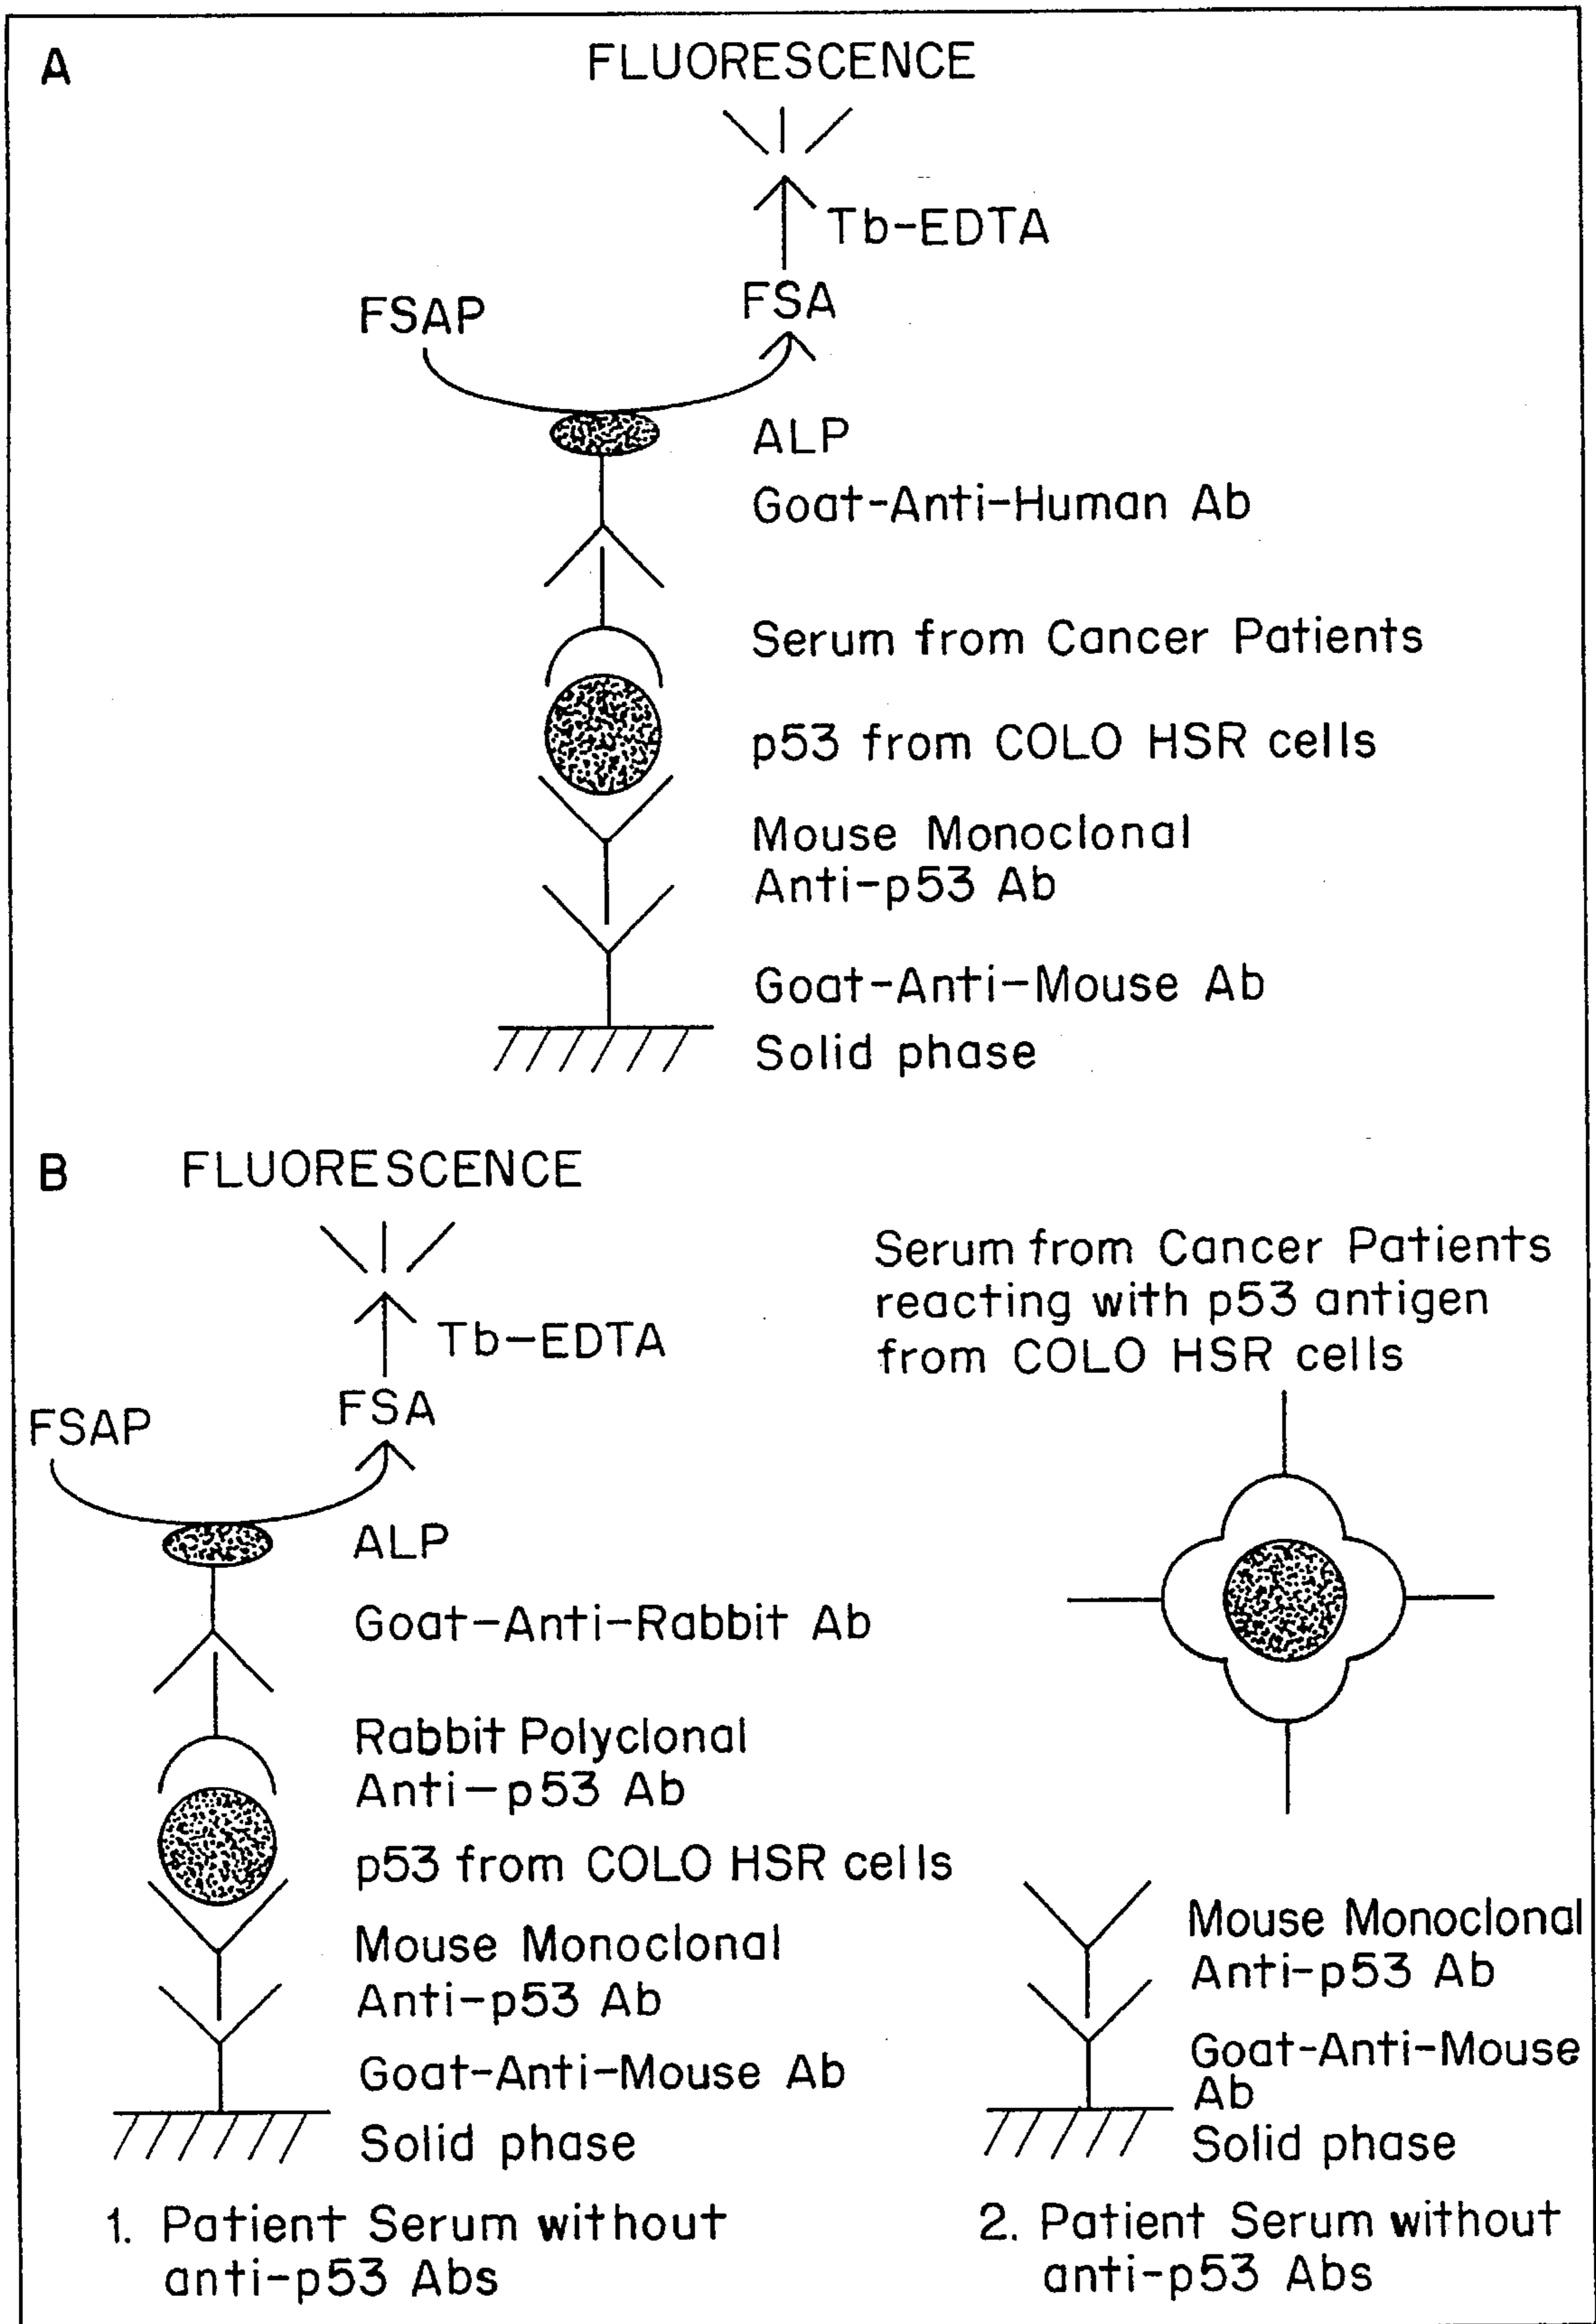 A
FLUORESCENCE
Tb-EDTA
FSAP
FSA
ALP
Goat-Anti-Human Ab
Serum from Cancer Patients
p53 from COLO HSR cells
Mouse Monoclonal
Anti-p53 Ab
Goat-Anti-Mouse Ab
Solid phase
B
FLUORESCENCE
Tb-EDTA
FSAP
FSA
ALP
Goat-Anti-Rabbit Ab
Rabbit Polyclonal
Anti-p53 Ab
p53 from COLO HSR cells
Mouse Monoclonal
Anti-p53 Ab
Goat-Anti-Mouse Ab
Solid phase
1. Patient Serum without
anti-p53 Abs
Serum from Cancer Patients
reacting with p53 antigen
from COLO HSR cells
Mouse Monoclonal
Anti-p53 Ab
Goat-Anti-Mouse
Ab
Solid phase
2. Patient Serum without
anti-p53 Abs